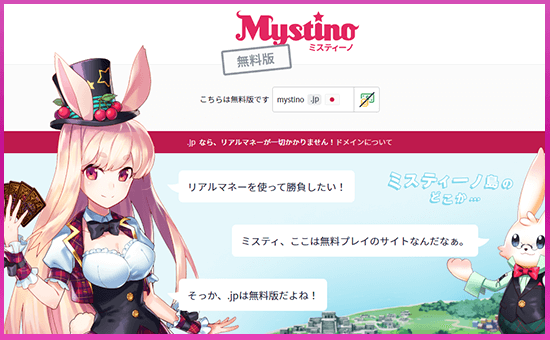 Mystino
ミスティーノ
無料版
こちらは無料版です mystino .jp
.jp なら、リアルマネーが一切かかりません！ドメインについて
ミスティーノ島の
どこか…
リアルマネーを使って勝負したい！
ミスティ、ここは無料プレイのサイトなんだなぁ。
そっか、.jpは無料版だよね！